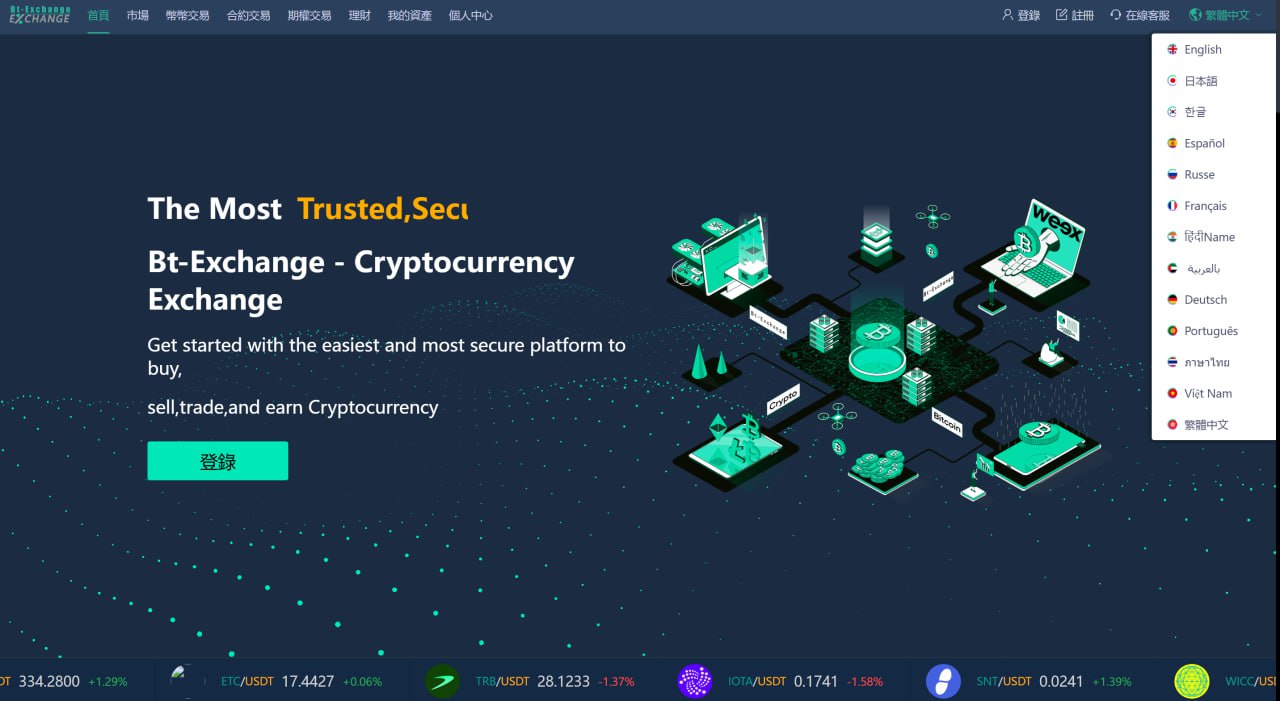 Bt-Exchange
EXCHANGE
首頁
市場
幣幣交易
合約交易
期權交易
理財
我的資產
個人中心
登錄
註冊
在線客服
繁體中文
English
日本語
한글
Español
Russe
Français
हिंदीName
بالعربية
Deutsch
Português
ภาษาไทย
Việt Nam
繁體中文
The Most Trusted,Secu
Bt-Exchange - Cryptocurrency
Exchange
Get started with the easiest and most secure platform to
buy,
sell,trade,and earn Cryptocurrency
登錄
weex
Bt-Exchange
Bt-Exchange
Crypto
Bitcoin
DT 334.2800 +1.29%
ETC/USDT 17.4427 +0.06%
TRB/USDT 28.1233 -1.37%
IOTA/USDT 0.1741 -1.58%
SNT/USDT 0.0241 +1.39%
WICC/USI